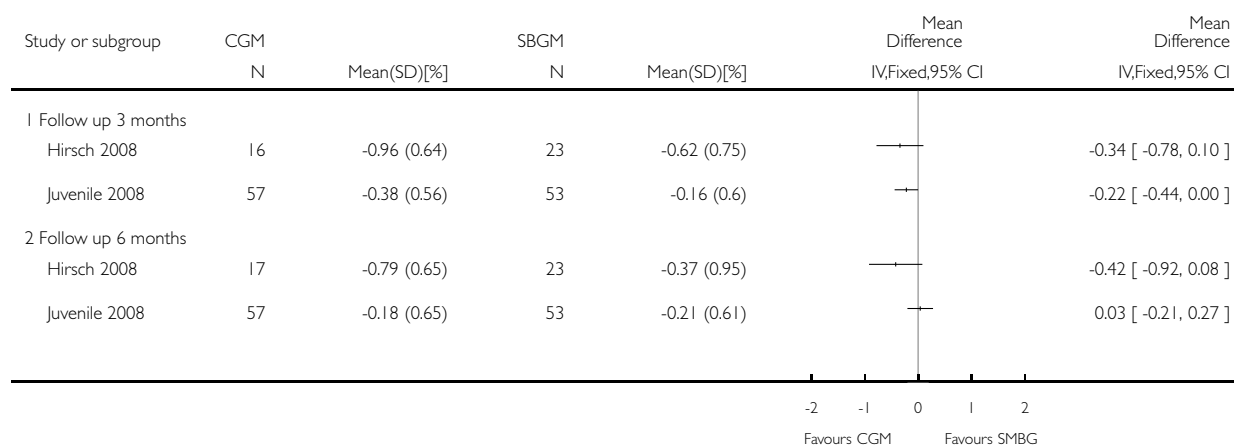 Study or subgroup CGM SBGM Mean Difference Mean Difference
N Mean(SD)[%] N Mean(SD)[%] IV,Fixed,95% CI IV,Fixed,95% CI
1 Follow up 3 months
Hirsch 2008 16 -0.96 (0.64) 23 -0.62 (0.75) -0.34 [ -0.78, 0.10 ]
Juvenile 2008 57 -0.38 (0.56) 53 -0.16 (0.6) -0.22 [ -0.44, 0.00 ]
2 Follow up 6 months
Hirsch 2008 17 -0.79 (0.65) 23 -0.37 (0.95) -0.42 [ -0.92, 0.08 ]
Juvenile 2008 57 -0.18 (0.65) 53 -0.21 (0.61) 0.03 [ -0.21, 0.27 ]
-2 -1 0 1 2
Favours CGM Favours SMBG